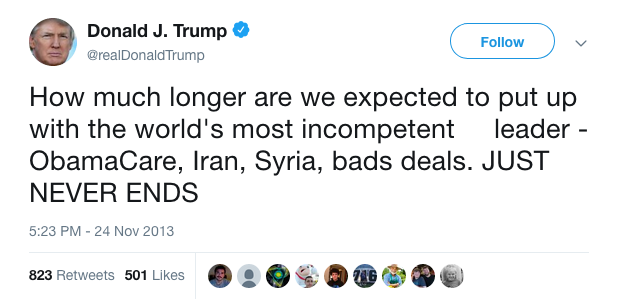 Donald J. Trump
@realDonaldTrump
Follow
How much longer are we expected to put up
with the world's most incompetent leader -
ObamaCare, Iran, Syria, bads deals. JUST
NEVER ENDS
5:23 PM - 24 Nov 2013
823 Retweets 501 Likes
716